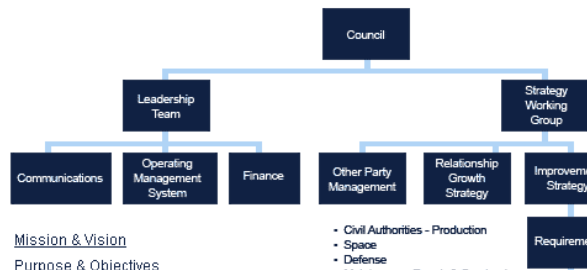 Council
Leadership
Team
Strategy
Working
Group
Communications
Operating
Management
System
Finance
Other Party
Management
Relationship
Growth
Strategy
Strategy
Mission & Vision
Purpose & Objectives
• Civil Authorities - Production
• Space
• Defense